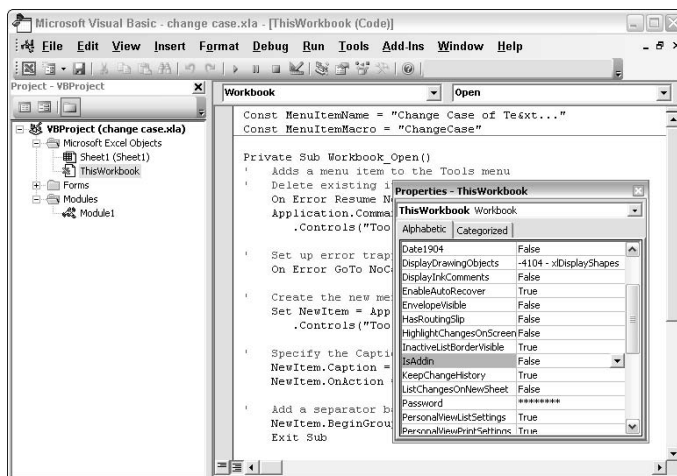 Microsoft Visual Basic - change case.xla - [ThisWorkbook (Code)]
File Edit View Insert Format Debug Run Tools Add-Ins Window Help
Project - VBProject
VBProject (change case.xla)
Microsoft Excel Objects
Sheet1 (Sheet1)
ThisWorkbook
Forms
Modules
Module1
Workbook
Open
Const MenuItemName = "Change Case of Te&xt..."
Const MenuItemMacro = "ChangeCase"
Private Sub Workbook_Open()
' Adds a menu item to the Tools menu
' Delete existing i
On Error Resume Ne
Application.Comma
.Controls("Too
' Set up error trap
On Error GoTo NoCa
' Create the new me
Set NewItem = App
.Controls("Too
' Specify the Capti
NewItem.Caption =
NewItem.OnAction
' Add a separator ba
NewItem.BeginGrou
Exit Sub
Properties - ThisWorkbook
ThisWorkbook Workbook
Alphabetic Categorized
Date1904 False
DisplayDrawingObjects -4104 - xlDisplayShapes
DisplayInkComments False
EnableAutoRecover True
EnvelopeVisible False
HasRoutingSlip False
HighlightChangesOnScreen False
InactiveListBorderVisible True
IsAddin False
KeepChangeHistory True
ListChangesOnNewSheet False
Password ********
PersonalViewListSettings True
PersonalViewPrintSettings True